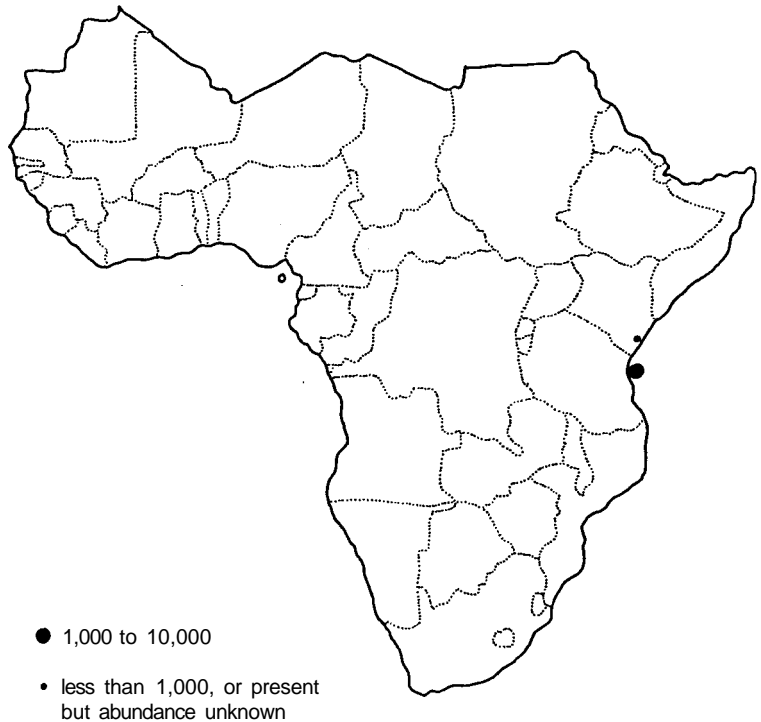 1,000 to 10,000
less than 1,000, or present
but abundance unknown